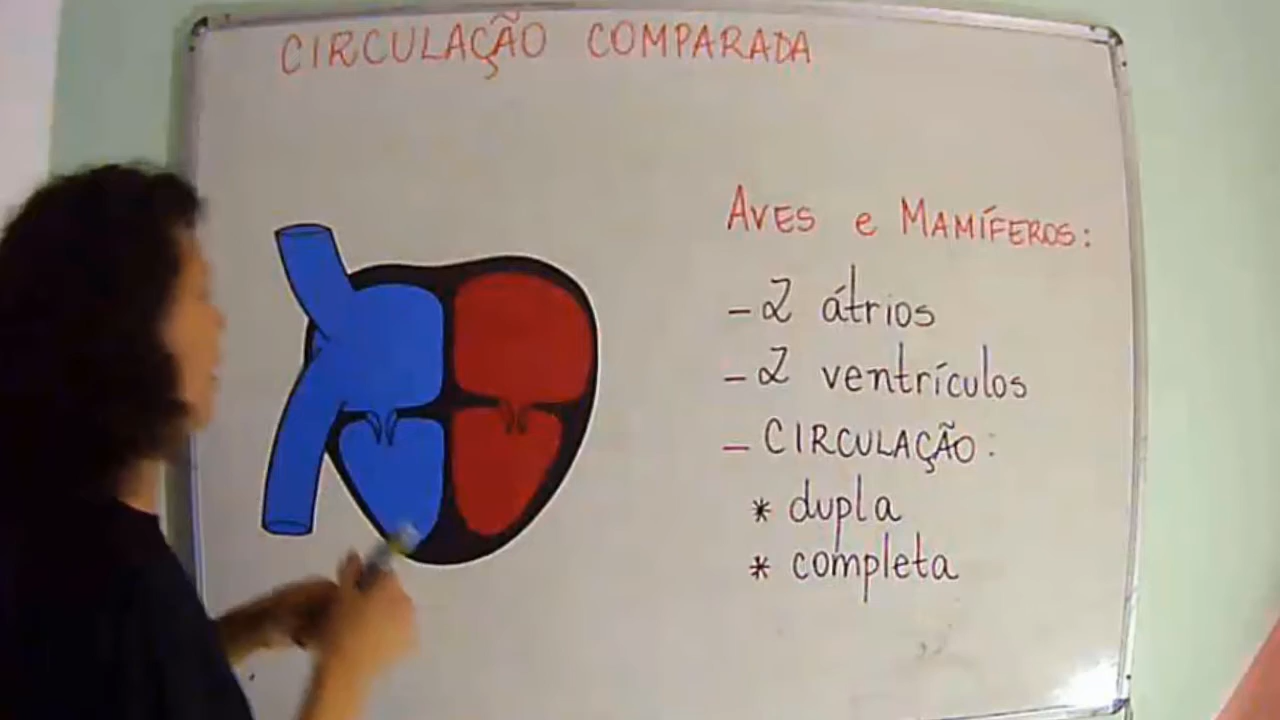 CIRCULAÇÃO COMPARADA
AVES e MAMÍFEROS:
- 2 átrios
- 2 ventrículos
- CIRCULAÇÃO:
* dupla
* completa